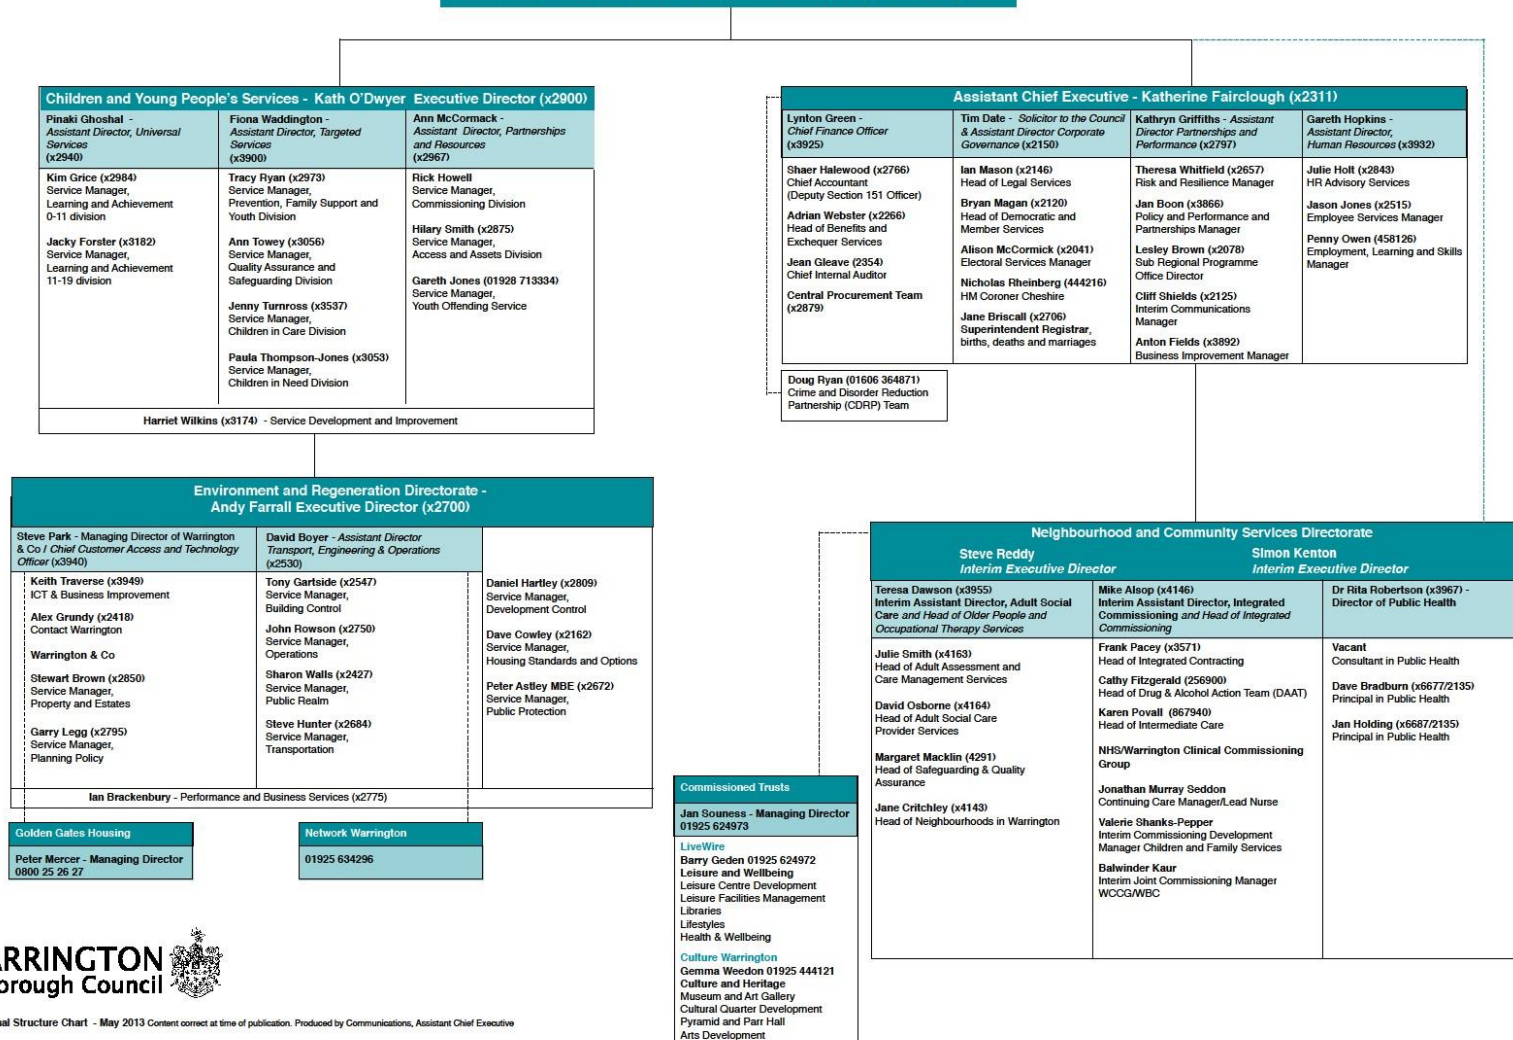 Children and Young People's Services - Kath O'Dwyer Executive Director (x2900)
Pinaki Ghoshal -
Assistant Director, Universal
Services
(x2940)
Kim Grice (x2984)
Service Manager,
Learning and Achievement
0-11 division
Jacky Forster (x3182)
Service Manager,
Learning and Achievement
11-19 division
Fiona Waddington -
Assistant Director, Targeted
Services
(x3900)
Tracy Ryan (x2973)
Service Manager,
Prevention, Family Support and
Youth Division
Ann Towey (x3056)
Service Manager,
Quality Assurance and
Safeguarding Division
Jenny Turnross (x3537)
Service Manager,
Children in Care Division
Paula Thompson-Jones (x3053)
Service Manager,
Children in Need Division
Ann McCormack -
Assistant Director, Partnerships
and Resources
(x2967)
Rick Howell
Service Manager,
Commissioning Division
Hilary Smith (x2875)
Service Manager,
Access and Assets Division
Gareth Jones (01928 713334)
Service Manager,
Youth Offending Service
Harriet Wilkins (x3174) - Service Development and Improvement
Assistant Chief Executive - Katherine Fairclough (x2311)
Lynton Green -
Chief Finance Officer
(x3925)
Shaer Halewood (x2766)
Chief Accountant
(Deputy Section 151 Officer)
Adrian Webster (x2266)
Head of Benefits and
Exchequer Services
Jean Gleave (2354)
Chief Internal Auditor
Central Procurement Team
(x2879)
Tim Date - Solicitor to the Council
& Assistant Director Corporate
Governance (x2150)
Ian Mason (x2146)
Head of Legal Services
Bryan Magan (x2120)
Head of Democratic and
Member Services
Alison McCormick (x2041)
Electoral Services Manager
Nicholas Rheinberg (444216)
HM Coroner Cheshire
Jane Briscall (x2706)
Superintendent Registrar,
births, deaths and marriages
Kathryn Griffiths - Assistant
Director Partnerships and
Performance (x2797)
Theresa Whitfield (x2657)
Risk and Resilience Manager
Jan Boon (x3866)
Policy and Performance and
Partnerships Manager
Lesley Brown (x2078)
Sub Regional Programme
Office Director
Cliff Shields (x2125)
Interim Communications
Manager
Anton Fields (x3892)
Business Improvement Manager
Gareth Hopkins -
Assistant Director,
Human Resources (x3932)
Julie Holt (x2843)
HR Advisory Services
Jason Jones (x2515)
Employee Services Manager
Penny Owen (458126)
Employment, Learning and Skills
Manager
Doug Ryan (01606 364871)
Crime and Disorder Reduction
Partnership (CDRP) Team
Environment and Regeneration Directorate -
Andy Farrall Executive Director (x2700)
Steve Park - Managing Director of Warrington
& Co / Chief Customer Access and Technology
Officer (x3940)
Keith Traverse (x3949)
ICT & Business Improvement
Alex Grundy (x2418)
Contact Warrington
Warrington & Co
Stewart Brown (x2850)
Service Manager,
Property and Estates
Garry Legg (x2795)
Service Manager,
Planning Policy
David Boyer - Assistant Director
Transport, Engineering & Operations
(x2530)
Tony Gartside (x2547)
Service Manager,
Building Control
John Rowson (x2750)
Service Manager,
Operations
Sharon Walls (x2427)
Service Manager,
Public Realm
Steve Hunter (x2684)
Service Manager,
Transportation
Daniel Hartley (x2809)
Service Manager,
Development Control
Dave Cowley (x2162)
Service Manager,
Housing Standards and Options
Peter Astley MBE (x2672)
Service Manager,
Public Protection
Ian Brackenbury - Performance and Business Services (x2775)
Golden Gates Housing
Peter Mercer - Managing Director
0800 25 26 27
Network Warrington
01925 634296
Neighbourhood and Community Services Directorate
Steve Reddy
Interim Executive Director
Simon Kenton
Interim Executive Director
Teresa Dawson (x3955)
Interim Assistant Director, Adult Social
Care and Head of Older People and
Occupational Therapy Services
Julie Smith (x4163)
Head of Adult Assessment and
Care Management Services
David Osborne (x4164)
Head of Adult Social Care
Provider Services
Margaret Macklin (4291)
Head of Safeguarding & Quality
Assurance
Jane Critchley (x4143)
Head of Neighbourhoods in Warrington
Mike Alsop (x4146)
Interim Assistant Director, Integrated
Commissioning and Head of Integrated
Commissioning
Frank Pacey (x3571)
Head of Integrated Contracting
Cathy Fitzgerald (256900)
Head of Drug & Alcohol Action Team (DAAT)
Karen Povall (867940)
Head of Intermediate Care
NHS/Warrington Clinical Commissioning
Group
Jonathan Murray Seddon
Continuing Care Manager/Lead Nurse
Valerie Shanks-Pepper
Interim Commissioning Development
Manager Children and Family Services
Balwinder Kaur
Interim Joint Commissioning Manager
WCCG/WBC
Dr Rita Robertson (x3967) -
Director of Public Health
Vacant
Consultant in Public Health
Dave Bradburn (x6677/2135)
Principal in Public Health
Jan Holding (x6687/2135)
Principal in Public Health
Commissioned Trusts
Jan Souness - Managing Director
01925 624973
LiveWire
Barry Geden 01925 624972
Leisure and Wellbeing
Leisure Centre Development
Leisure Facilities Management
Libraries
Lifestyles
Health & Wellbeing
Culture Warrington
Gemma Weedon 01925 444121
Culture and Heritage
Museum and Art Gallery
Cultural Quarter Development
Pyramid and Parr Hall
Arts Development
ARRINGTON
orough Council
al Structure Chart - May 2013 Content correct at time of publication. Produced by Communications, Assistant Chief Executive